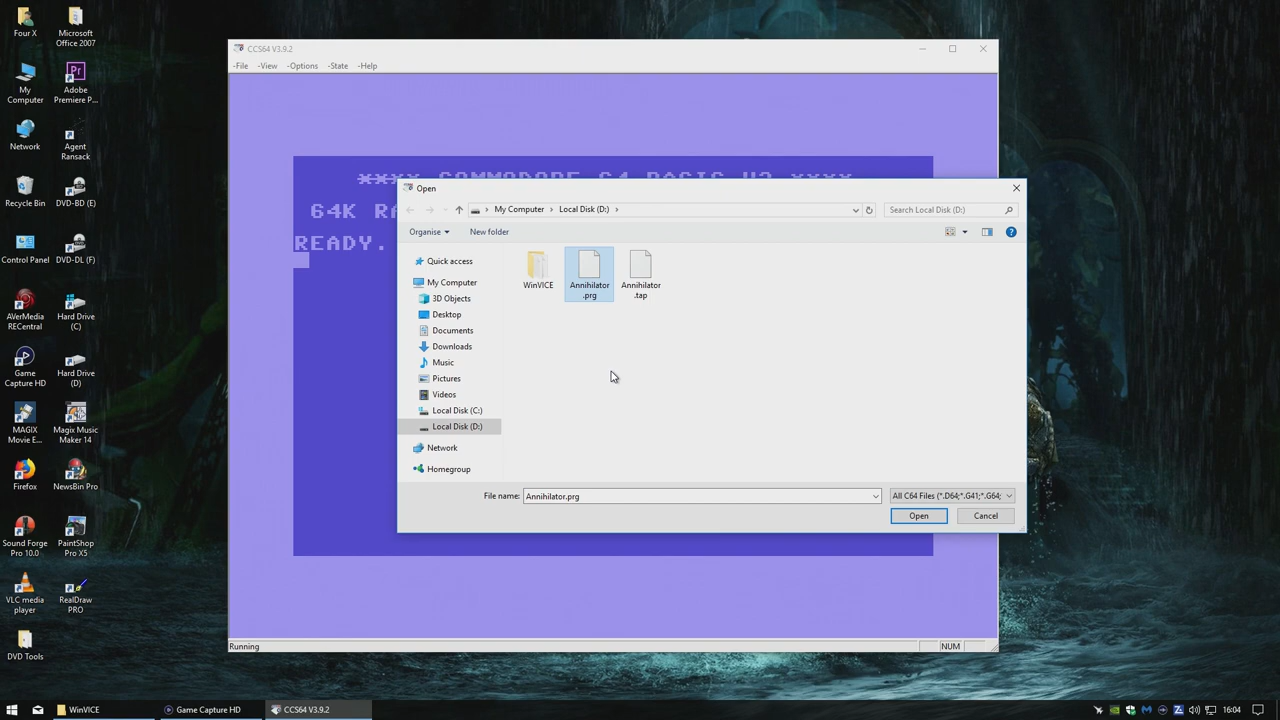 Four X
Microsoft
Office 2007
My
Computer
Adobe
Premiere P...
Network
Agent
Ransack
Recycle Bin
DVD-BD (E)
Control Panel
DVD-DL (F)
AVerMedia
RECentral
Hard Drive
(C)
Game
Capture HD
Hard Drive
(D)
MAGIX
Movie E...
Magix Music
Maker 14
Firefox
NewsBin Pro
Sound Forge
Pro 10.0
PaintShop
Pro X5
VLC media
player
RealDraw
PRO
DVD Tools
CCS64 V3.9.2
-File -View -Options -State -Help
**** COMMODORE 64 BASIC V2 ****
64K RA
READY.
Open
My Computer > Local Disk (D:) >
Search Local Disk (D:)
Organise New folder
Quick access
My Computer
3D Objects
Desktop
Documents
Downloads
Music
Pictures
Videos
Local Disk (C:)
Local Disk (D:)
Network
Homegroup
WinVICE
Annihilator
.prg
Annihilator
.tap
File name: Annihilator.prg
All C64 Files (*.D64;*.G41;*.G64;
Open Cancel
Running NUM
WinVICE Game Capture HD CCS64 V3.9.2 16:04